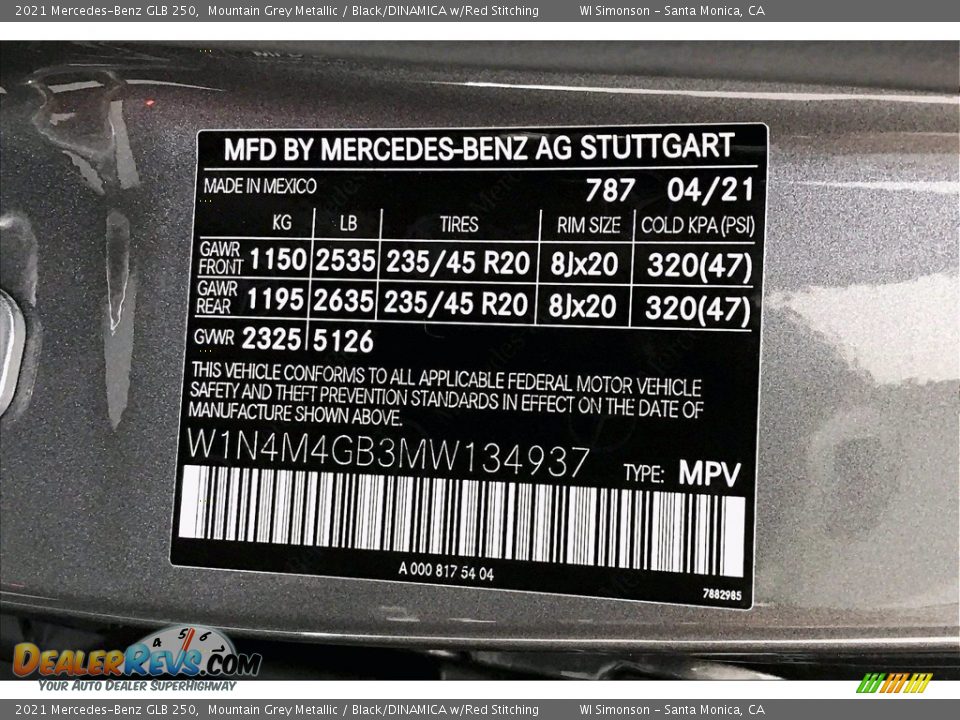 2021 Mercedes-Benz GLB 250, Mountain Grey Metallic / Black/DINAMICA w/Red Stitching WI Simonson - Santa Monica, CA
MFD BY MERCEDES-BENZ AG STUTTGART
MADE IN MEXICO 787 04/21
KG LB TIRES RIM SIZE COLD KPA (PSI)
GAWR FRONT 1150 2535 235/45 R20 8Jx20 320(47)
GAWR REAR 1195 2635 235/45 R20 8Jx20 320(47)
GVWR 2325 5126
THIS VEHICLE CONFORMS TO ALL APPLICABLE FEDERAL MOTOR VEHICLE
SAFETY AND THEFT PREVENTION STANDARDS IN EFFECT ON THE DATE OF
MANUFACTURE SHOWN ABOVE.
W1N4M4GB3MW134937 TYPE: MPV
A 000 817 54 04
7882985
4 5 6
DEALERREVS.COM
YOUR AUTO DEALER SUPERHIGHWAY
2021 Mercedes-Benz GLB 250, Mountain Grey Metallic / Black/DINAMICA w/Red Stitching WI Simonson - Santa Monica, CA